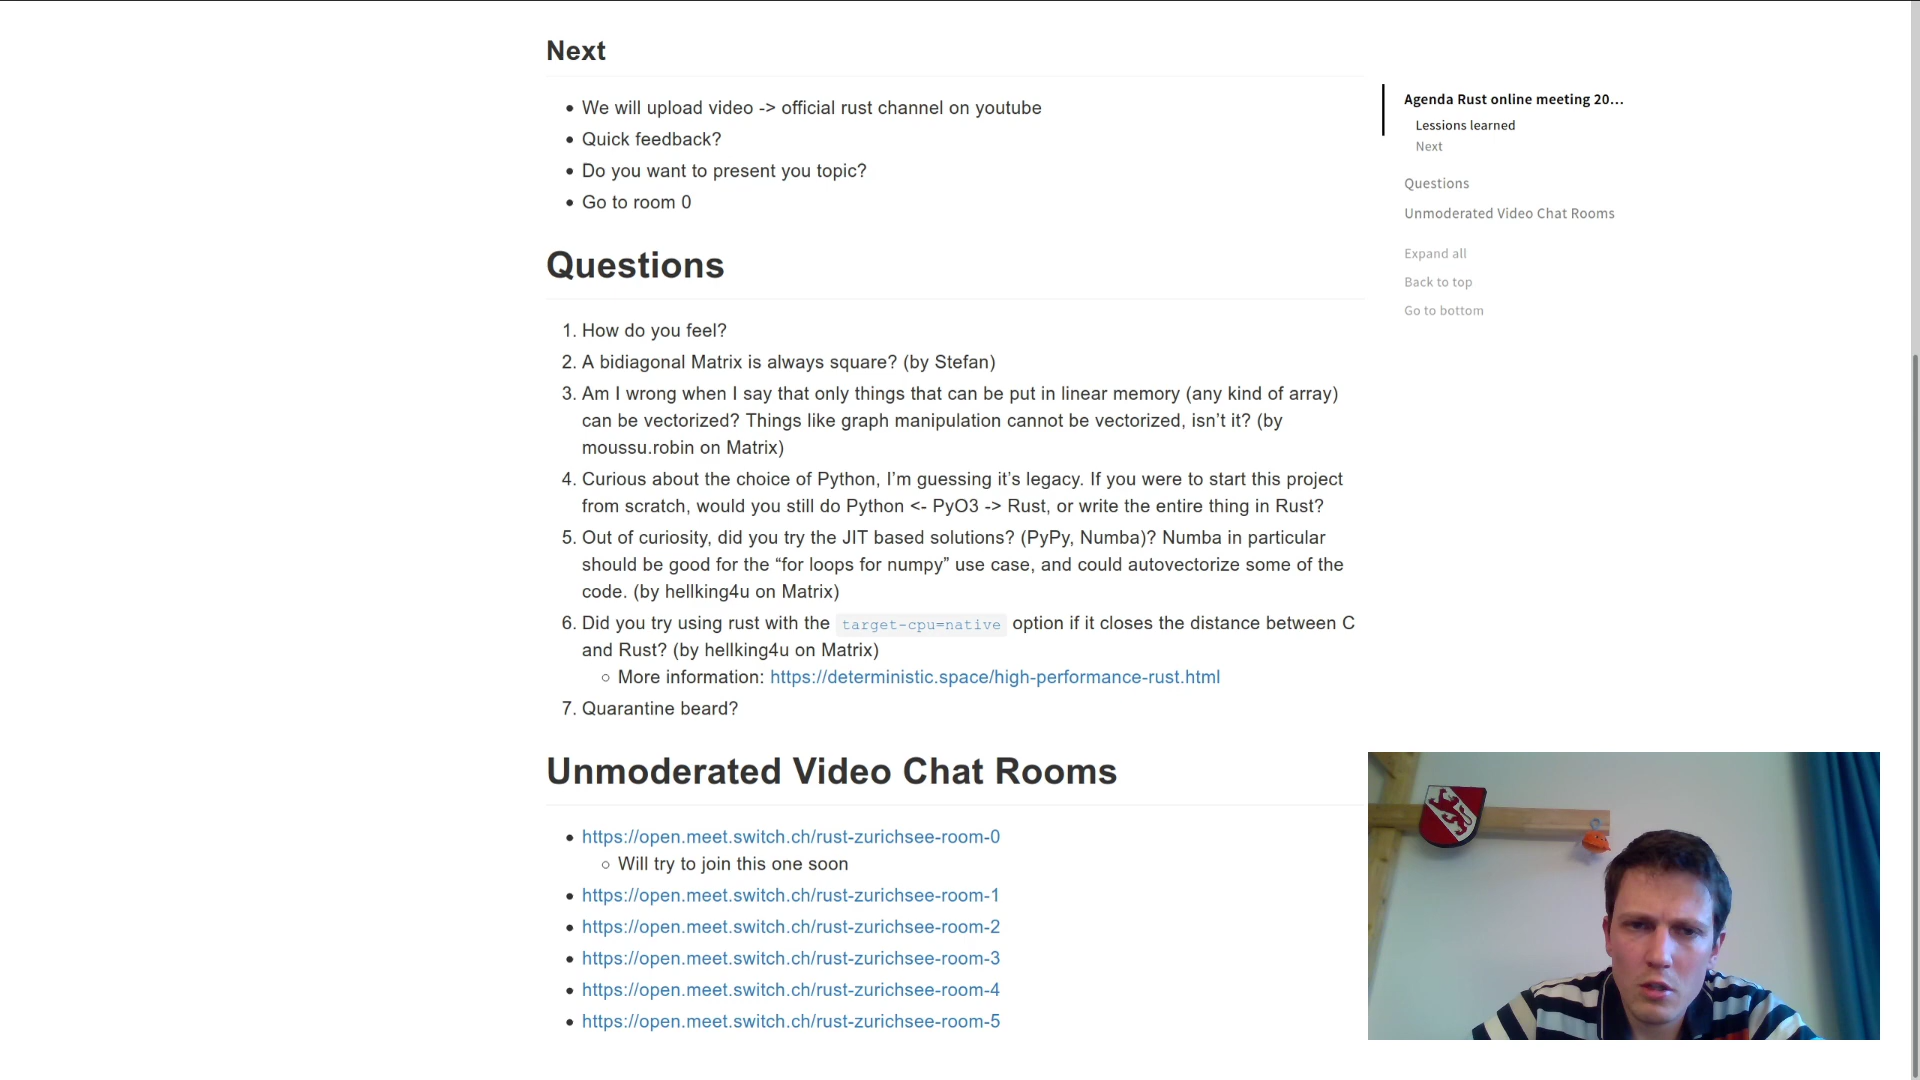 Next
• We will upload video -> official rust channel on youtube
• Quick feedback?
• Do you want to present you topic?
• Go to room 0
Questions
1. How do you feel?
2. A bidiagonal Matrix is always square? (by Stefan)
3. Am I wrong when I say that only things that can be put in linear memory (any kind of array)
can be vectorized? Things like graph manipulation cannot be vectorized, isn’t it? (by
moussu.robin on Matrix)
4. Curious about the choice of Python, I’m guessing it’s legacy. If you were to start this project
from scratch, would you still do Python <- PyO3 -> Rust, or write the entire thing in Rust?
5. Out of curiosity, did you try the JIT based solutions? (PyPy, Numba)? Numba in particular
should be good for the “for loops for numpy” use case, and could autovectorize some of the
code. (by hellking4u on Matrix)
6. Did you try using rust with the target-cpu=native option if it closes the distance between C
and Rust? (by hellking4u on Matrix)
○ More information: https://deterministic.space/high-performance-rust.html
7. Quarantine beard?
Unmoderated Video Chat Rooms
• https://open.meet.switch.ch/rust-zurichsee-room-0
○ Will try to join this one soon
• https://open.meet.switch.ch/rust-zurichsee-room-1
• https://open.meet.switch.ch/rust-zurichsee-room-2
• https://open.meet.switch.ch/rust-zurichsee-room-3
• https://open.meet.switch.ch/rust-zurichsee-room-4
• https://open.meet.switch.ch/rust-zurichsee-room-5
Agenda Rust online meeting 20…
Lessions learned
Next
Questions
Unmoderated Video Chat Rooms
Expand all
Back to top
Go to bottom